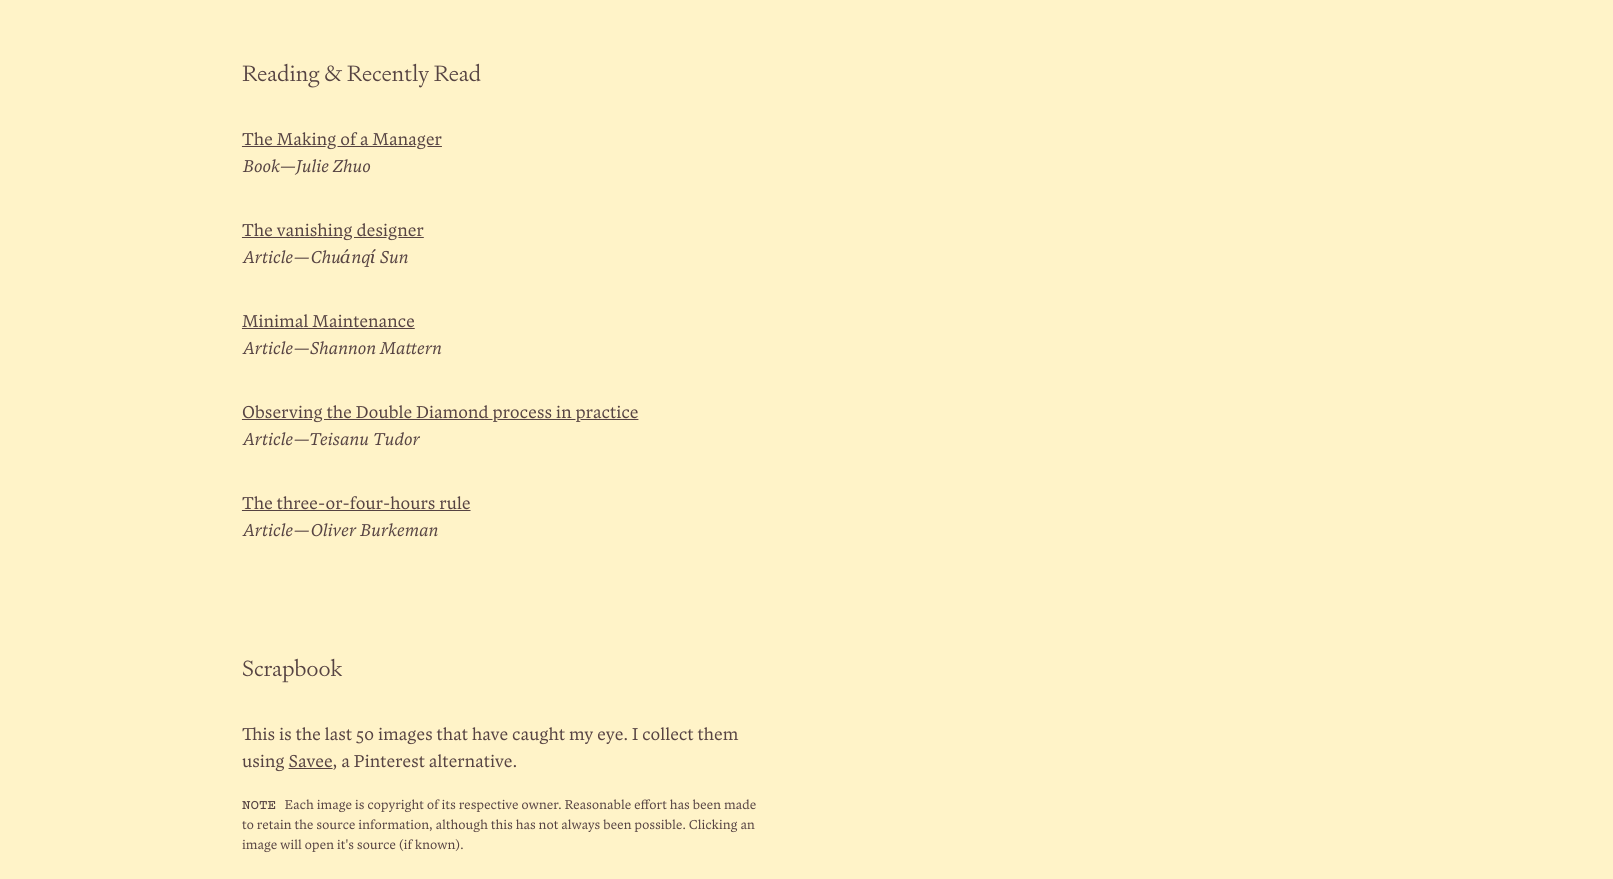 Reading & Recently Read
The Making of a Manager
Book—Julie Zhuo
The vanishing designer
Article—Chuánqí Sun
Minimal Maintenance
Article—Shannon Mattern
Observing the Double Diamond process in practice
Article—Teisanu Tudor
The three-or-four-hours rule
Article—Oliver Burkeman
Scrapbook
This is the last 50 images that have caught my eye. I collect them
using Savee, a Pinterest alternative.
NOTE Each image is copyright of its respective owner. Reasonable effort has been made
to retain the source information, although this has not always been possible. Clicking an
image will open it's source (if known).